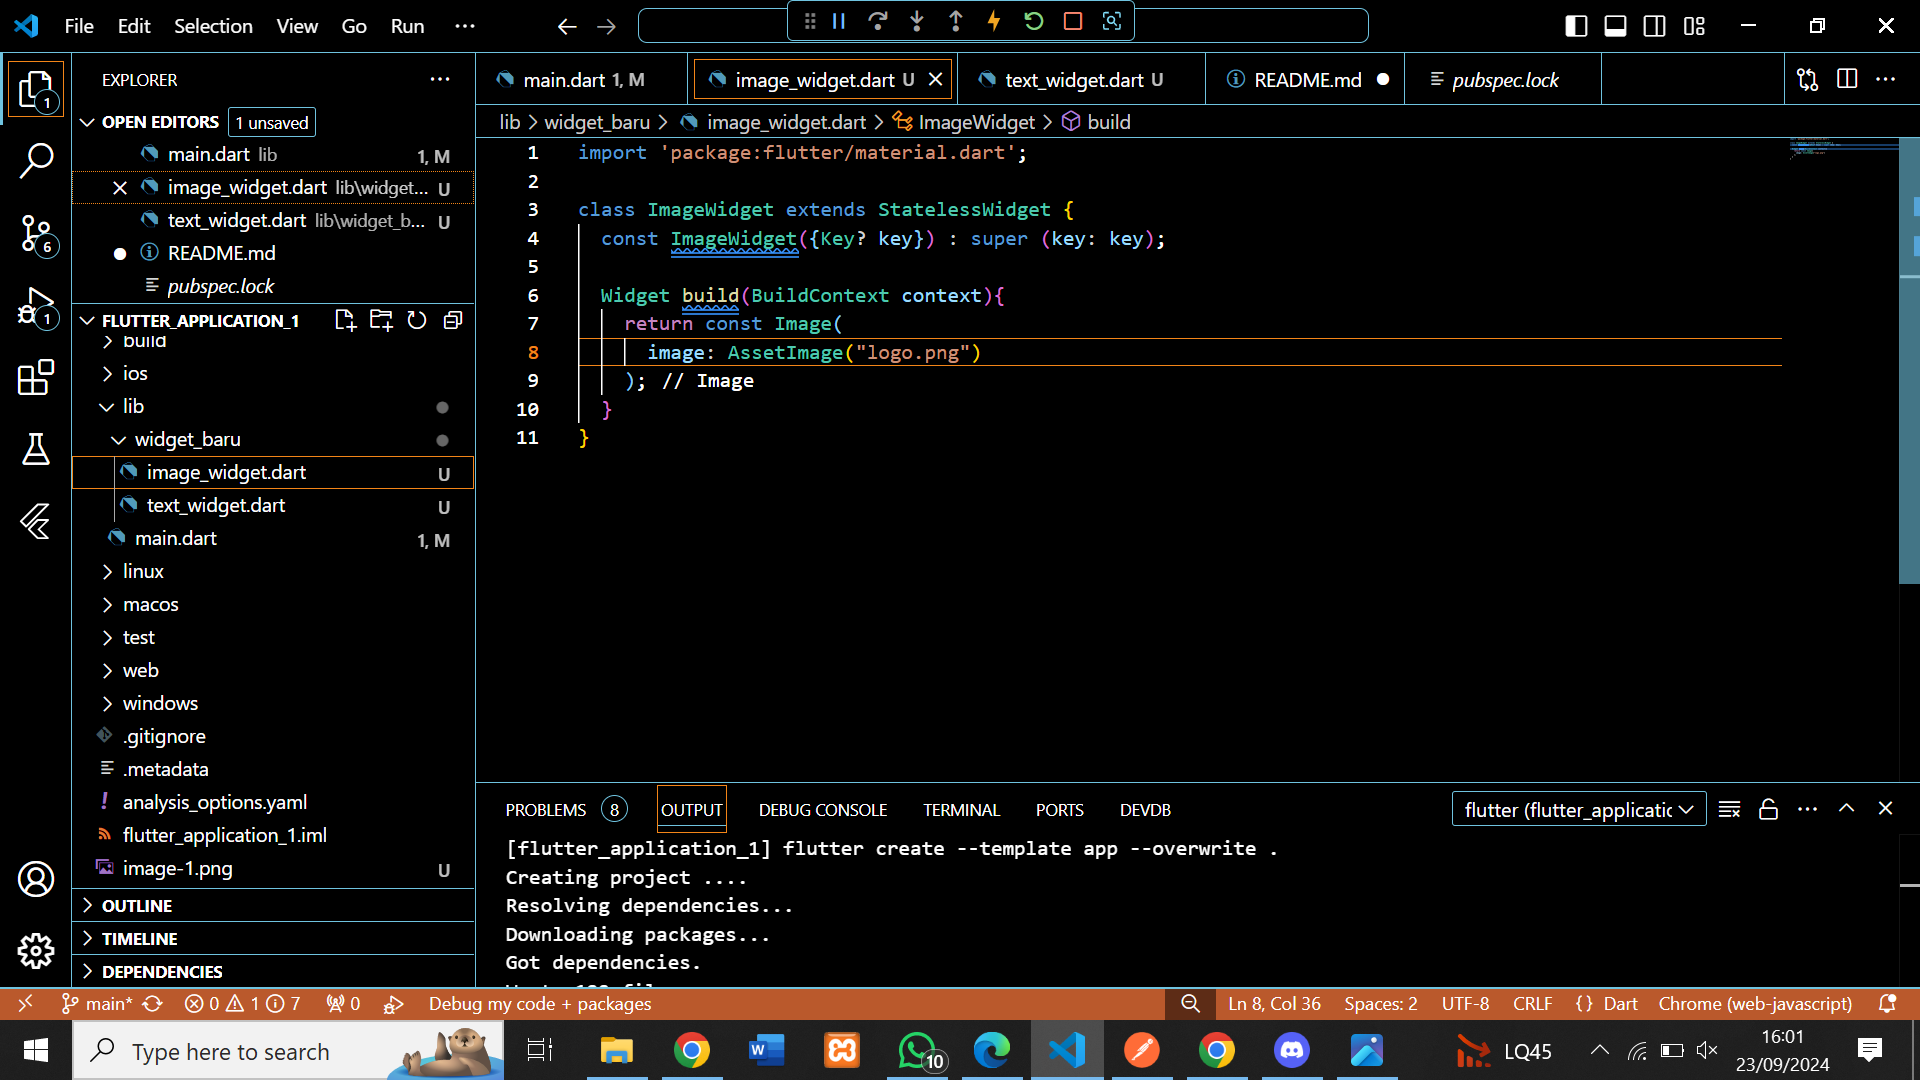 File Edit Selection View Go Run ···
EXPLORER
OPEN EDITORS 1 unsaved
main.dart lib 1, M
image_widget.dart lib\widget... U
text_widget.dart lib\widget_b... U
README.md
pubspec.lock
FLUTTER_APPLICATION_1
build
ios
lib
widget_baru
image_widget.dart U
text_widget.dart U
main.dart 1, M
linux
macos
test
web
windows
.gitignore
.metadata
analysis_options.yaml
flutter_application_1.iml
image-1.png U
OUTLINE
TIMELINE
DEPENDENCIES
1
6
1
main.dart 1, M image_widget.dart U text_widget.dart U README.md pubspec.lock
lib > widget_baru > image_widget.dart > ImageWidget > build
1 import 'package:flutter/material.dart';
2
3 class ImageWidget extends StatelessWidget {
4 const ImageWidget({Key? key}) : super (key: key);
5
6 Widget build(BuildContext context){
7 return const Image(
8 image: AssetImage("logo.png")
9 ); // Image
10 }
11 }
PROBLEMS 8 OUTPUT DEBUG CONSOLE TERMINAL PORTS DEVDB flutter (flutter_applicatic
[flutter_application_1] flutter create --template app --overwrite .
Creating project ....
Resolving dependencies...
Downloading packages...
Got dependencies.
main* 0 1 7 0 Debug my code + packages Ln 8, Col 36 Spaces: 2 UTF-8 CRLF {} Dart Chrome (web-javascript)
Type here to search 10 LQ45 16:01
23/09/2024